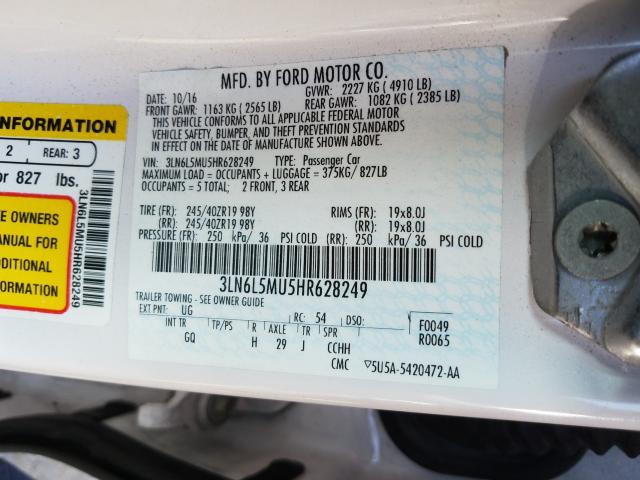 MFD. BY FORD MOTOR CO.
DATE: 10/16 GVWR: 2227 KG ( 4910 LB)
FRONT GAWR: 1163 KG ( 2565 LB) REAR GAWR: 1082 KG ( 2385 LB)
THIS VEHICLE CONFORMS TO ALL APPLICABLE FEDERAL MOTOR
VEHICLE SAFETY, BUMPER, AND THEFT PREVENTION STANDARDS
IN EFFECT ON THE DATE OF MANUFACTURE SHOWN ABOVE.
VIN: 3LN6L5MU5HR628249 TYPE: Passenger Car
MAXIMUM LOAD = OCCUPANTS + LUGGAGE = 375KG/ 827LB
OCCUPANTS = 5 TOTAL; 2 FRONT, 3 REAR
TIRE (FR): 245/40ZR19 98Y RIMS (FR): 19x8.0J
(RR): 245/40ZR19 98Y (RR): 19x8.0J
PRESSURE (FR): 250 kPa/ 36 PSI COLD (RR): 250 kPa/ 36 PSI COLD
3LN6L5MU5HR628249
TRAILER TOWING - SEE OWNER GUIDE
EXT PNT: UG RC: 54 DSO: F0049
INT TR TP/PS R AXLE TR SPR R0065
GQ H 29 J CCHH
CMC 5U5A-5420472-AA
INFORMATION
2 REAR: 3
or 827 lbs.
SEE OWNERS
MANUAL FOR
ADDITIONAL
INFORMATION
3LN6L5MU5HR628249